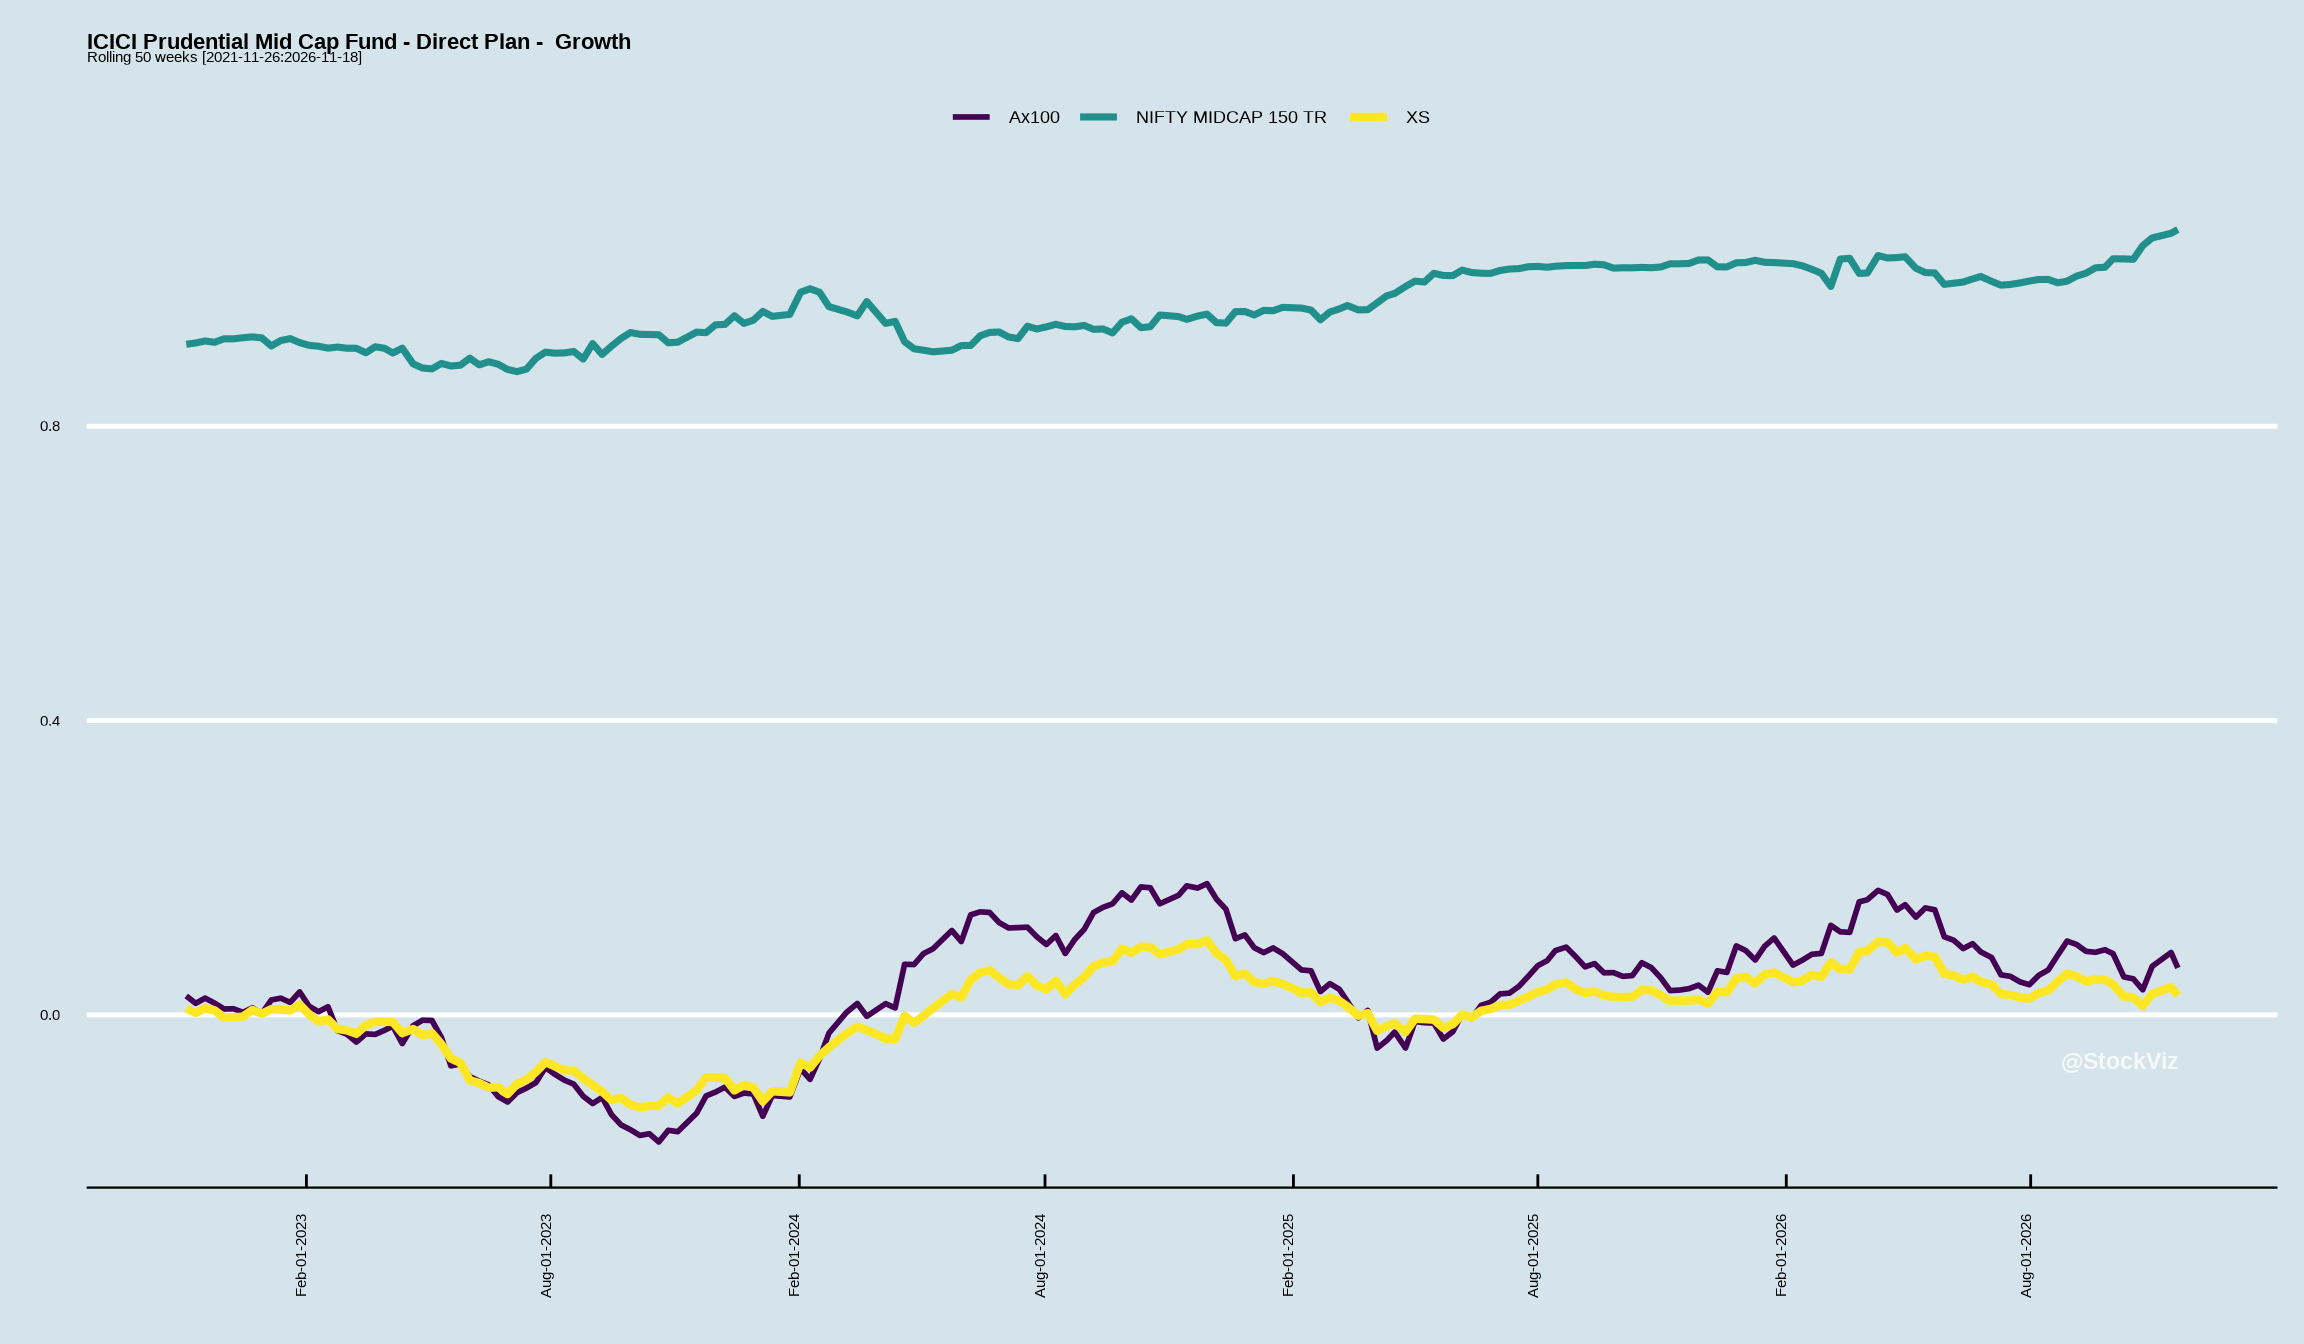 ICICI Prudential Mid Cap Fund - Direct Plan -  Growth
Rolling 50 weeks [2021-11-26:2026-11-18]
Ax100 NIFTY MIDCAP 150 TR XS
0.8
0.4
0.0
@StockViz
Feb-01-2023 Aug-01-2023 Feb-01-2024 Aug-01-2024 Feb-01-2025 Aug-01-2025 Feb-01-2026 Aug-01-2026